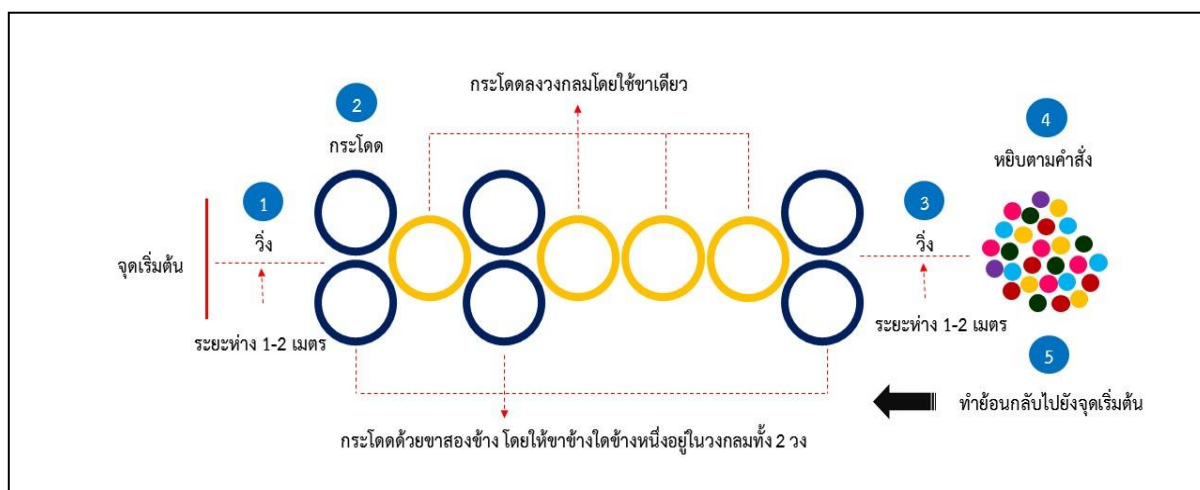 กระโดดลงวงกลมโดยใช้ขาเดียว
2
กระโดด
4
หยิบตามคำสั่ง
1
วิ่ง
3
วิ่ง
จุดเริ่มต้น
ระยะห่าง 1-2 เมตร
ระยะห่าง 1-2 เมตร
5
ทำย้อนกลับไปยังจุดเริ่มต้น
กระโดดด้วยขาสองข้าง โดยให้ขาข้างใดข้างหนึ่งอยู่ในวงกลมทั้ง 2 วง